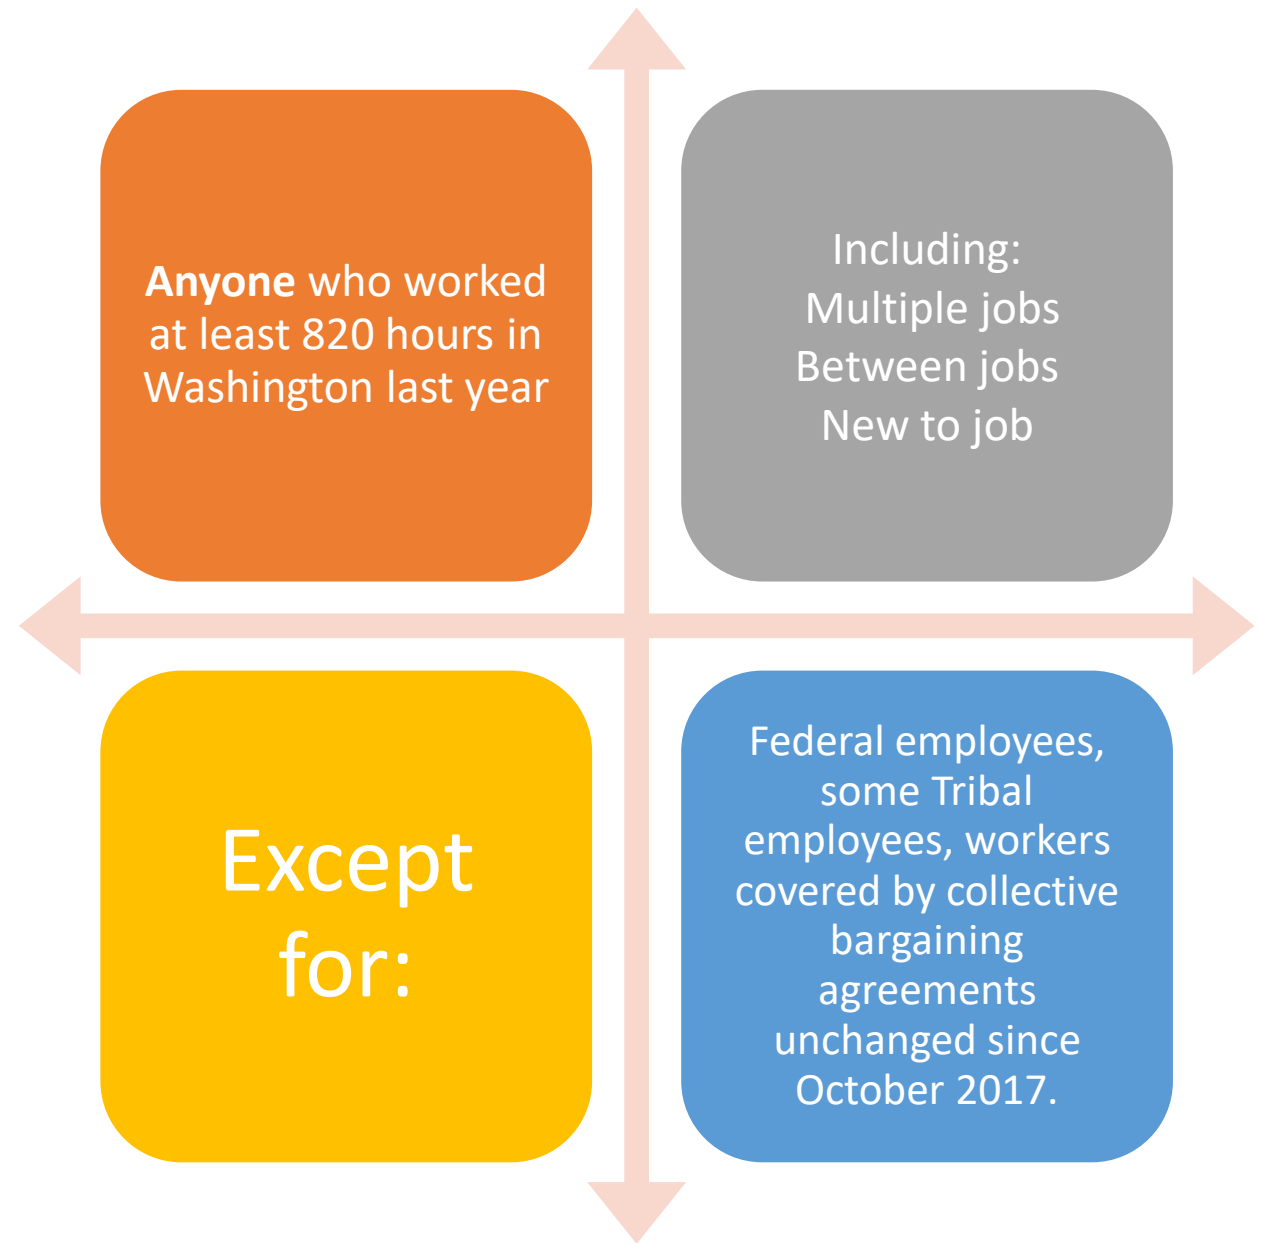 Anyone who worked
at least 820 hours in
Washington last year
Including:
Multiple jobs
Between jobs
New to job
Except
for:
Federal employees,
some Tribal
employees, workers
covered by collective
bargaining
agreements
unchanged since
October 2017.